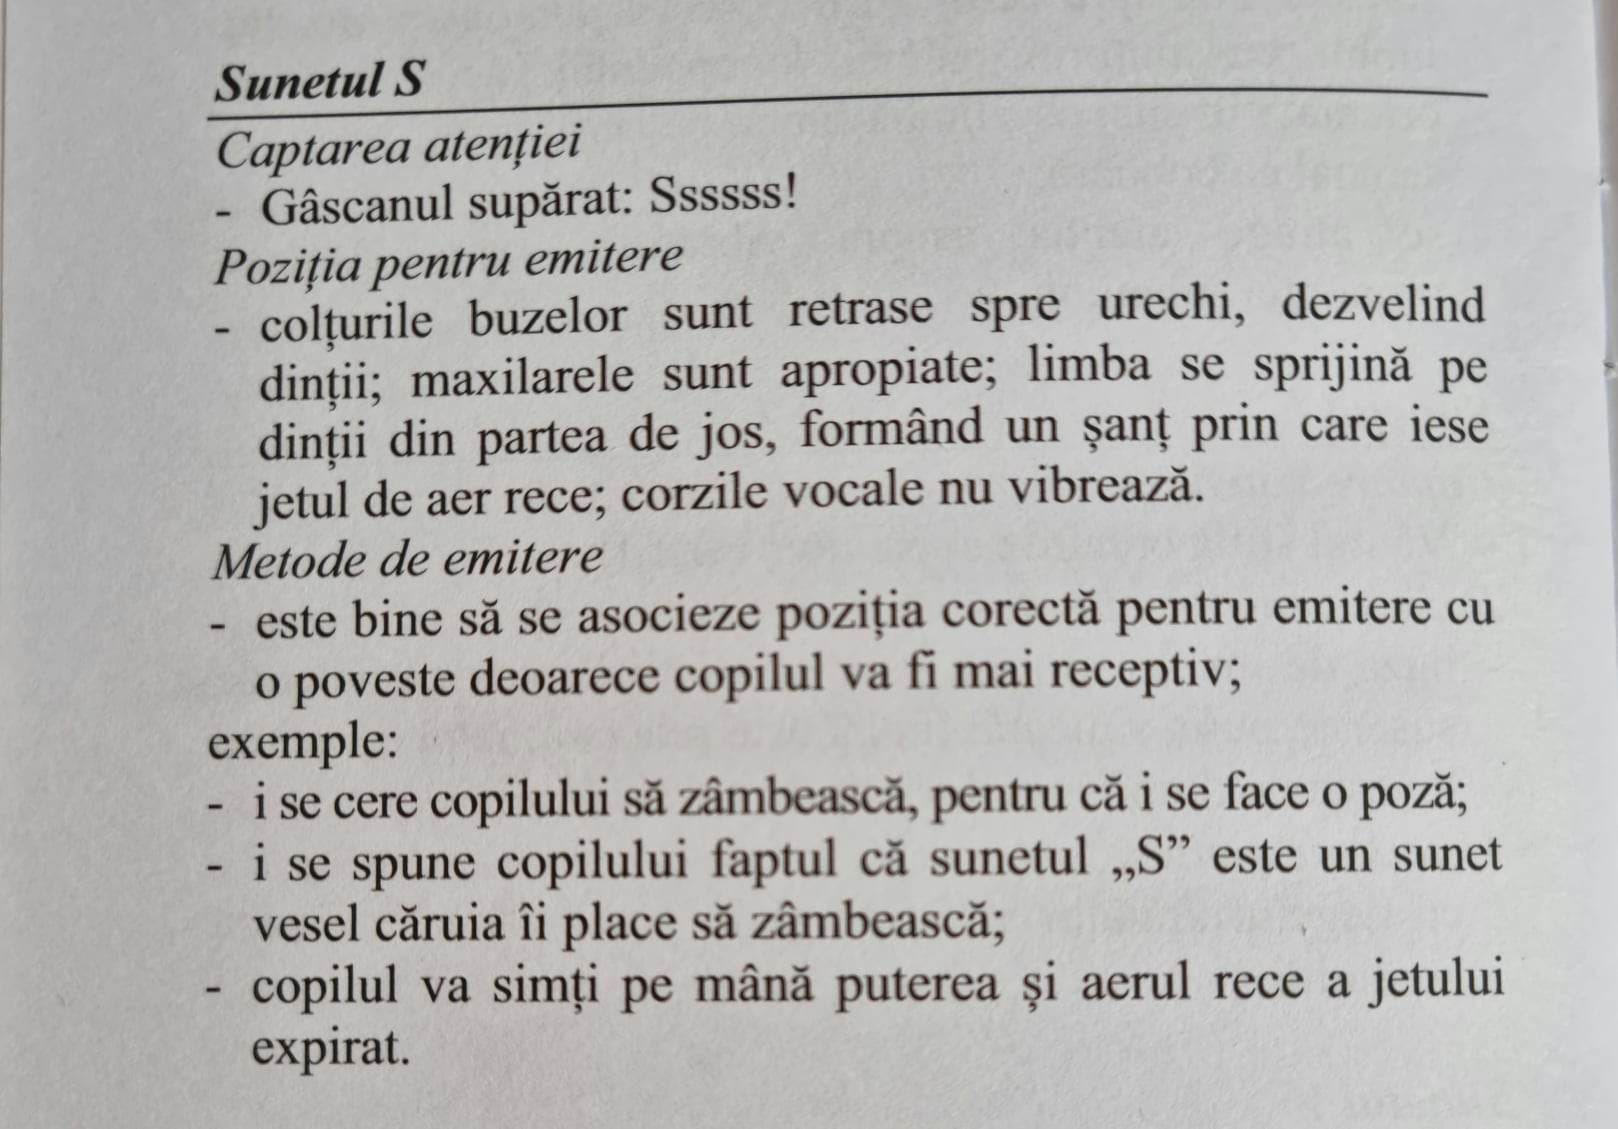 Sunetul S
Captarea atenției
- Gâscanul supărat: Sssssss!
Poziția pentru emitere
- colțurile buzelor sunt retrase spre urechi, dezvelind
dinții; maxilarele sunt apropiate; limba se sprijină pe
dinții din partea de jos, formând un șanț prin care iese
jetul de aer rece; corzile vocale nu vibrează.
Metode de emitere
- este bine să se asocieze poziția corectă pentru emitere cu
o poveste deoarece copilul va fi mai receptiv;
exemple:
- i se cere copilului să zâmbească, pentru că i se face o poză;
- i se spune copilului faptul că sunetul „S” este un sunet
vesel căruia îi place să zâmbească;
- copilul va simți pe mână puterea și aerul rece a jetului
expirat.